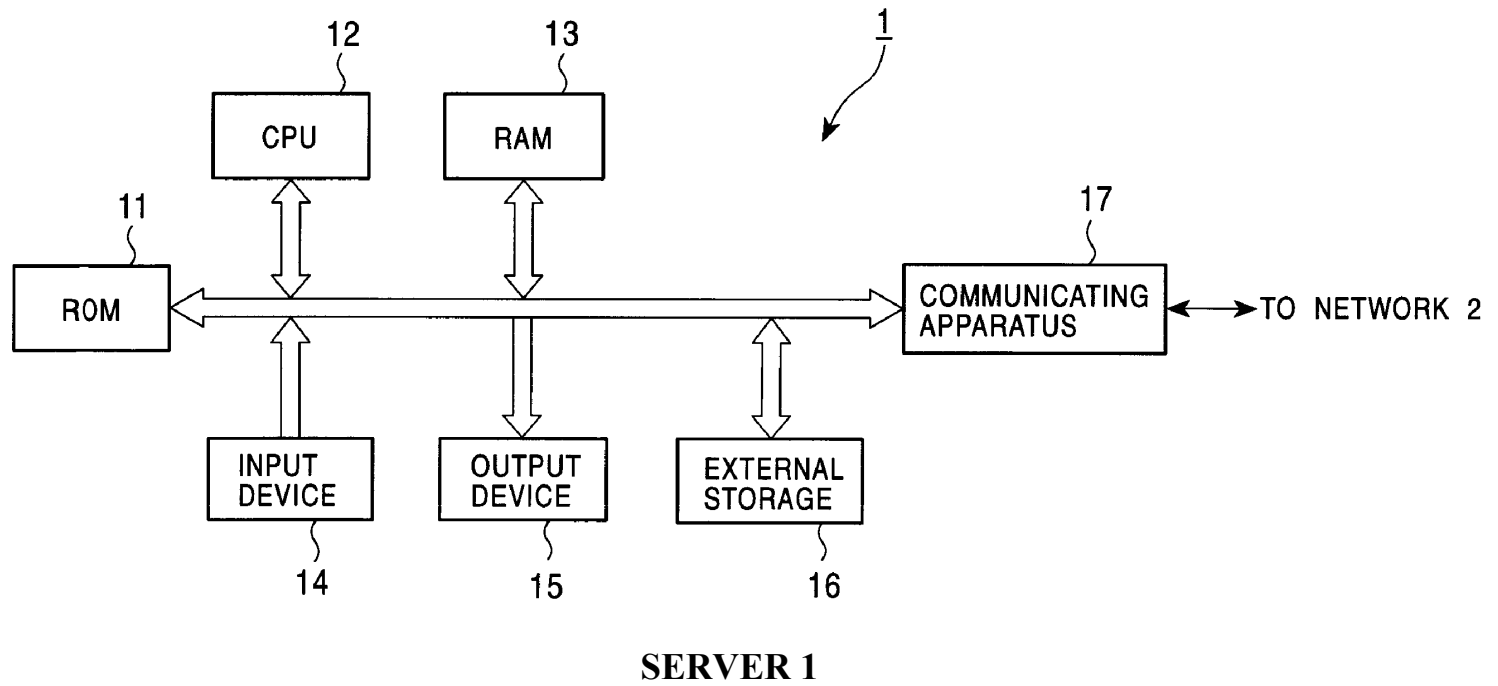 12
13
1
CPU
RAM
11
17
ROM
COMMUNICATING
APPARATUS
TO NETWORK 2
INPUT
DEVICE
OUTPUT
DEVICE
EXTERNAL
STORAGE
14
15
16
SERVER 1